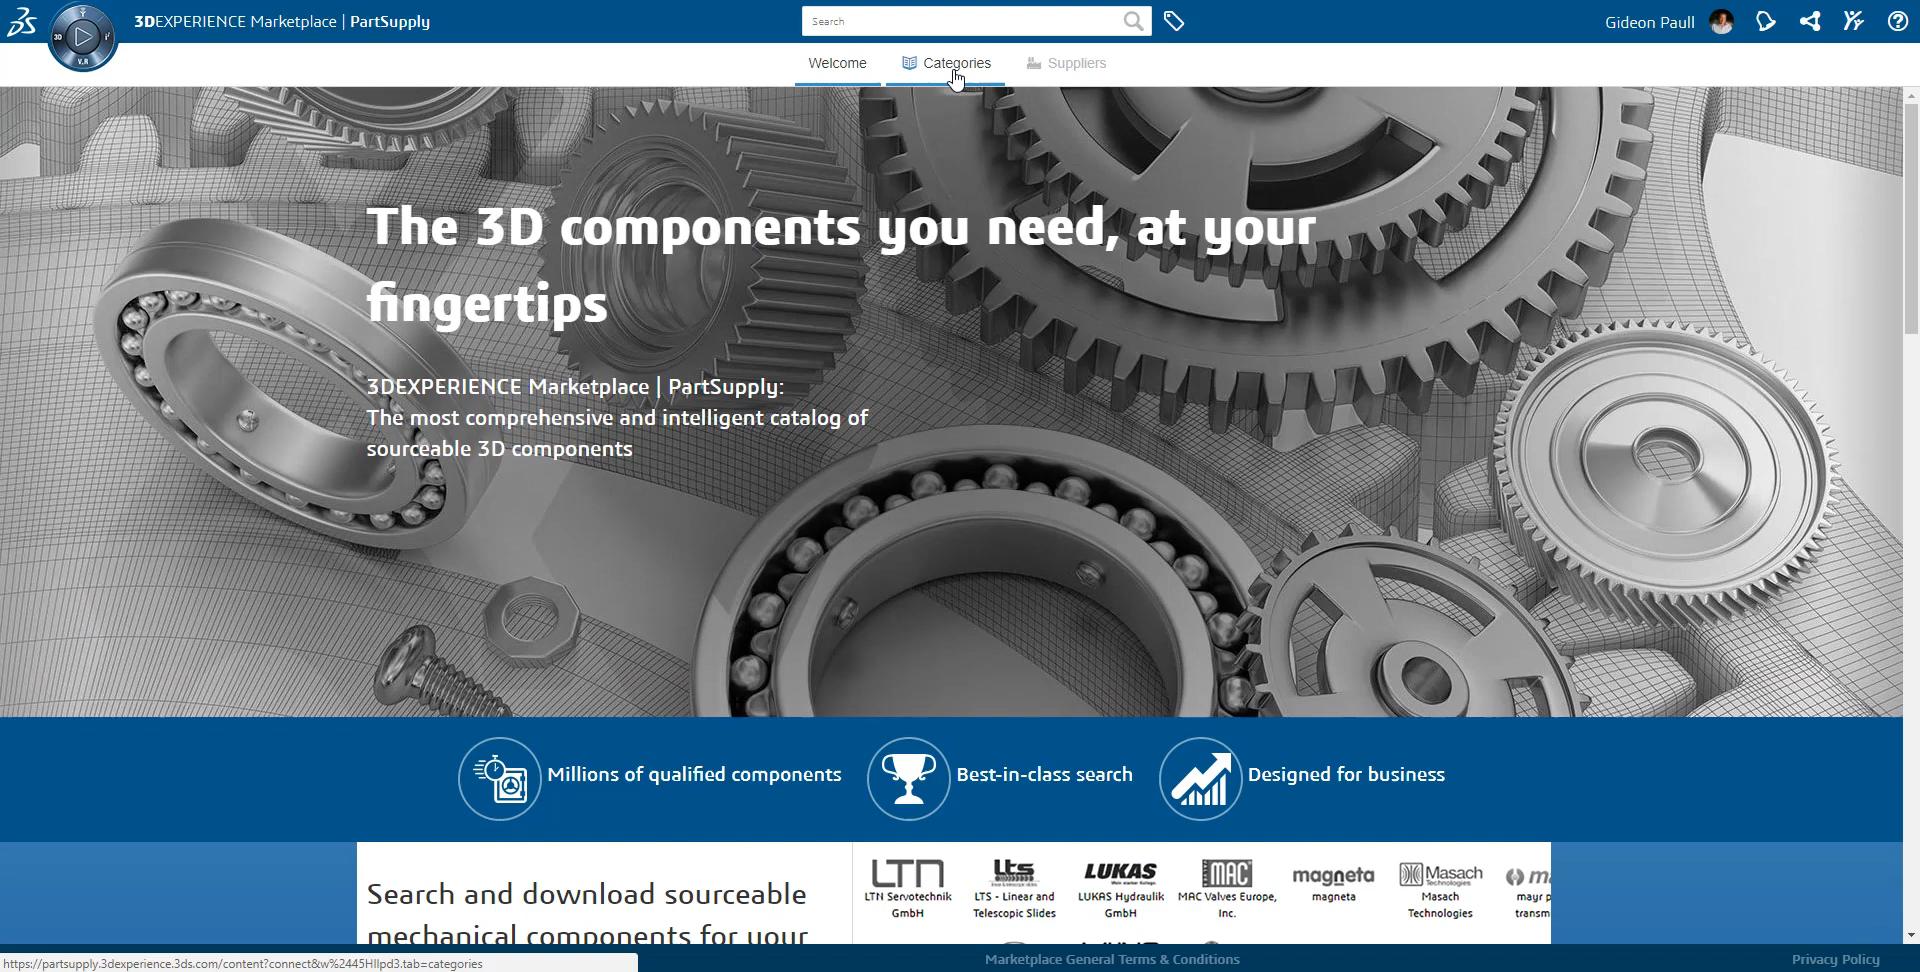 3DEXPERIENCE Marketplace | PartSupply
Search
Gideon Paull
3D
V.R
Welcome
Categories
Suppliers
The 3D components you need, at your
fingertips
3DEXPERIENCE Marketplace | PartSupply:
The most comprehensive and intelligent catalog of
sourceable 3D components
Millions of qualified components
Best-in-class search
Designed for business
Search and download sourceable
mechanical components for your
LTN
LTN Servotechnik
GmbH
Lts
LTS - Linear and
Telescopic Slides
LUKAS
LUKAS Hydraulik
GmbH
MAC
MAC Valves Europe,
Inc.
magneta
magneta
Masach
Technologies
Masach
Technologies
ma
mayr p
transm
https://partsupply.3dexperience.3ds.com/content?connect&w%2445HIlpd3.tab=categories
Marketplace General Terms & Conditions
Privacy Policy